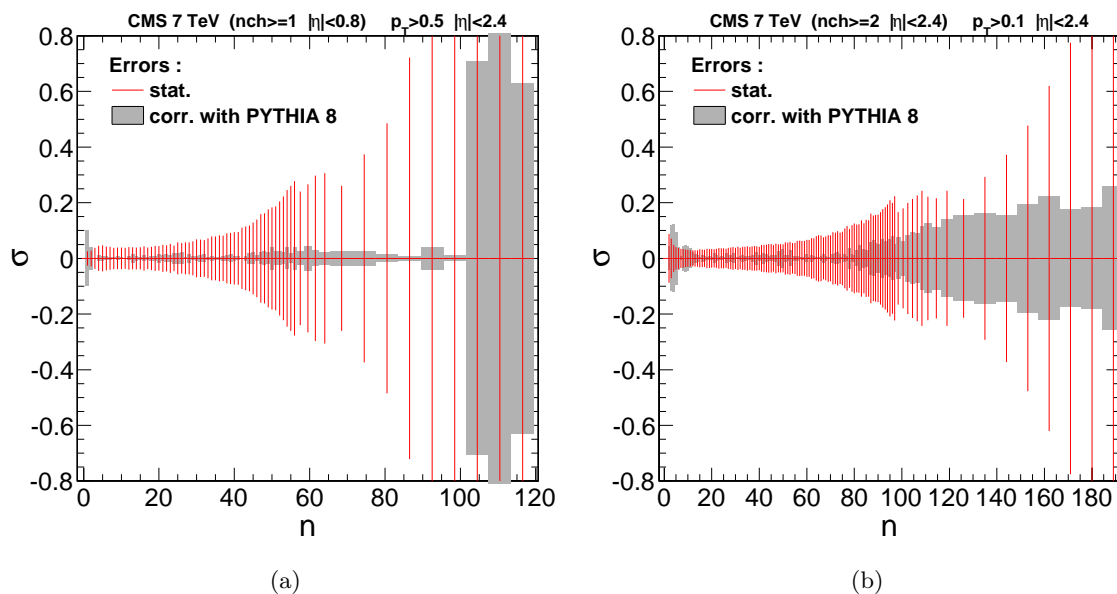 CMS 7 TeV (nch>=1 |η|<0.8) p_T>0.5 |η|<2.4
Errors :
stat.
corr. with PYTHIA 8
σ
0.8
0.6
0.4
0.2
0
-0.2
-0.4
-0.6
-0.8
0 20 40 60 80 100 120
n
(a)
CMS 7 TeV (nch>=2 |η|<2.4) p_T>0.1 |η|<2.4
Errors :
stat.
corr. with PYTHIA 8
σ
0.8
0.6
0.4
0.2
0
-0.2
-0.4
-0.6
-0.8
0 20 40 60 80 100 120 140 160 180
n
(b)